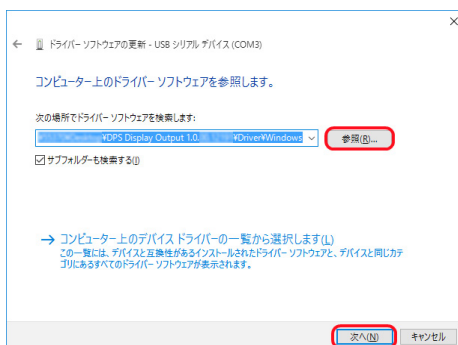 ドライバー ソフトウェアの更新 - USB シリアル デバイス (COM3)
コンピューター上のドライバー ソフトウェアを参照します。
次の場所でドライバー ソフトウェアを検索します:
¥DPS Display Output 1.0. ¥Driver¥Windows
参照(R)...
サブフォルダーも検索する(I)
コンピューター上のデバイス ドライバーの一覧から選択します(L)
この一覧には、デバイスと互換性があるインストールされたドライバー ソフトウェアと、デバイスと同じカテ
ゴリにあるすべてのドライバー ソフトウェアが表示されます。
次へ(N)
キャンセル